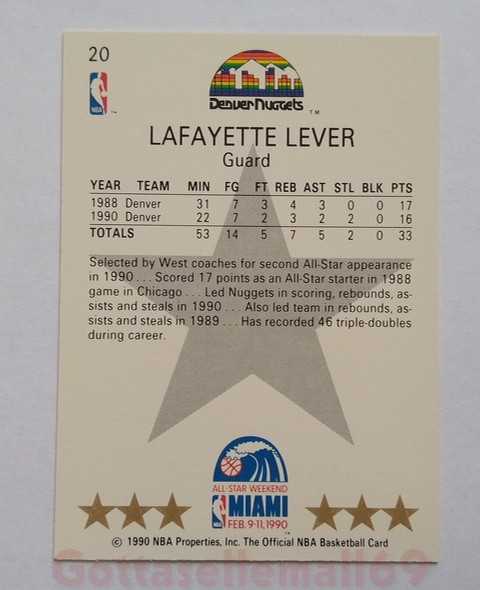 20
NBA
Denver Nuggets
TM
LAFAYETTE LEVER
Guard
YEAR TEAM MIN FG FT REB AST STL BLK PTS
1988 Denver 31 7 3 4 3 0 0 17
1990 Denver 22 7 2 3 2 2 0 16
TOTALS 53 14 5 7 5 2 0 33
Selected by West coaches for second All-Star appearance
in 1990 . . . Scored 17 points as an All-Star starter in 1988
game in Chicago . . . Led Nuggets in scoring, rebounds, as-
sists and steals in 1990 . . . Also led team in rebounds, as-
sists and steals in 1989 . . . Has recorded 46 triple-doubles
during career.
ALL-STAR WEEKEND
NBA MIAMI
FEB. 9-11, 1990
© 1990 NBA Properties, Inc. The Official NBA Basketball Card
Gottasellemall69